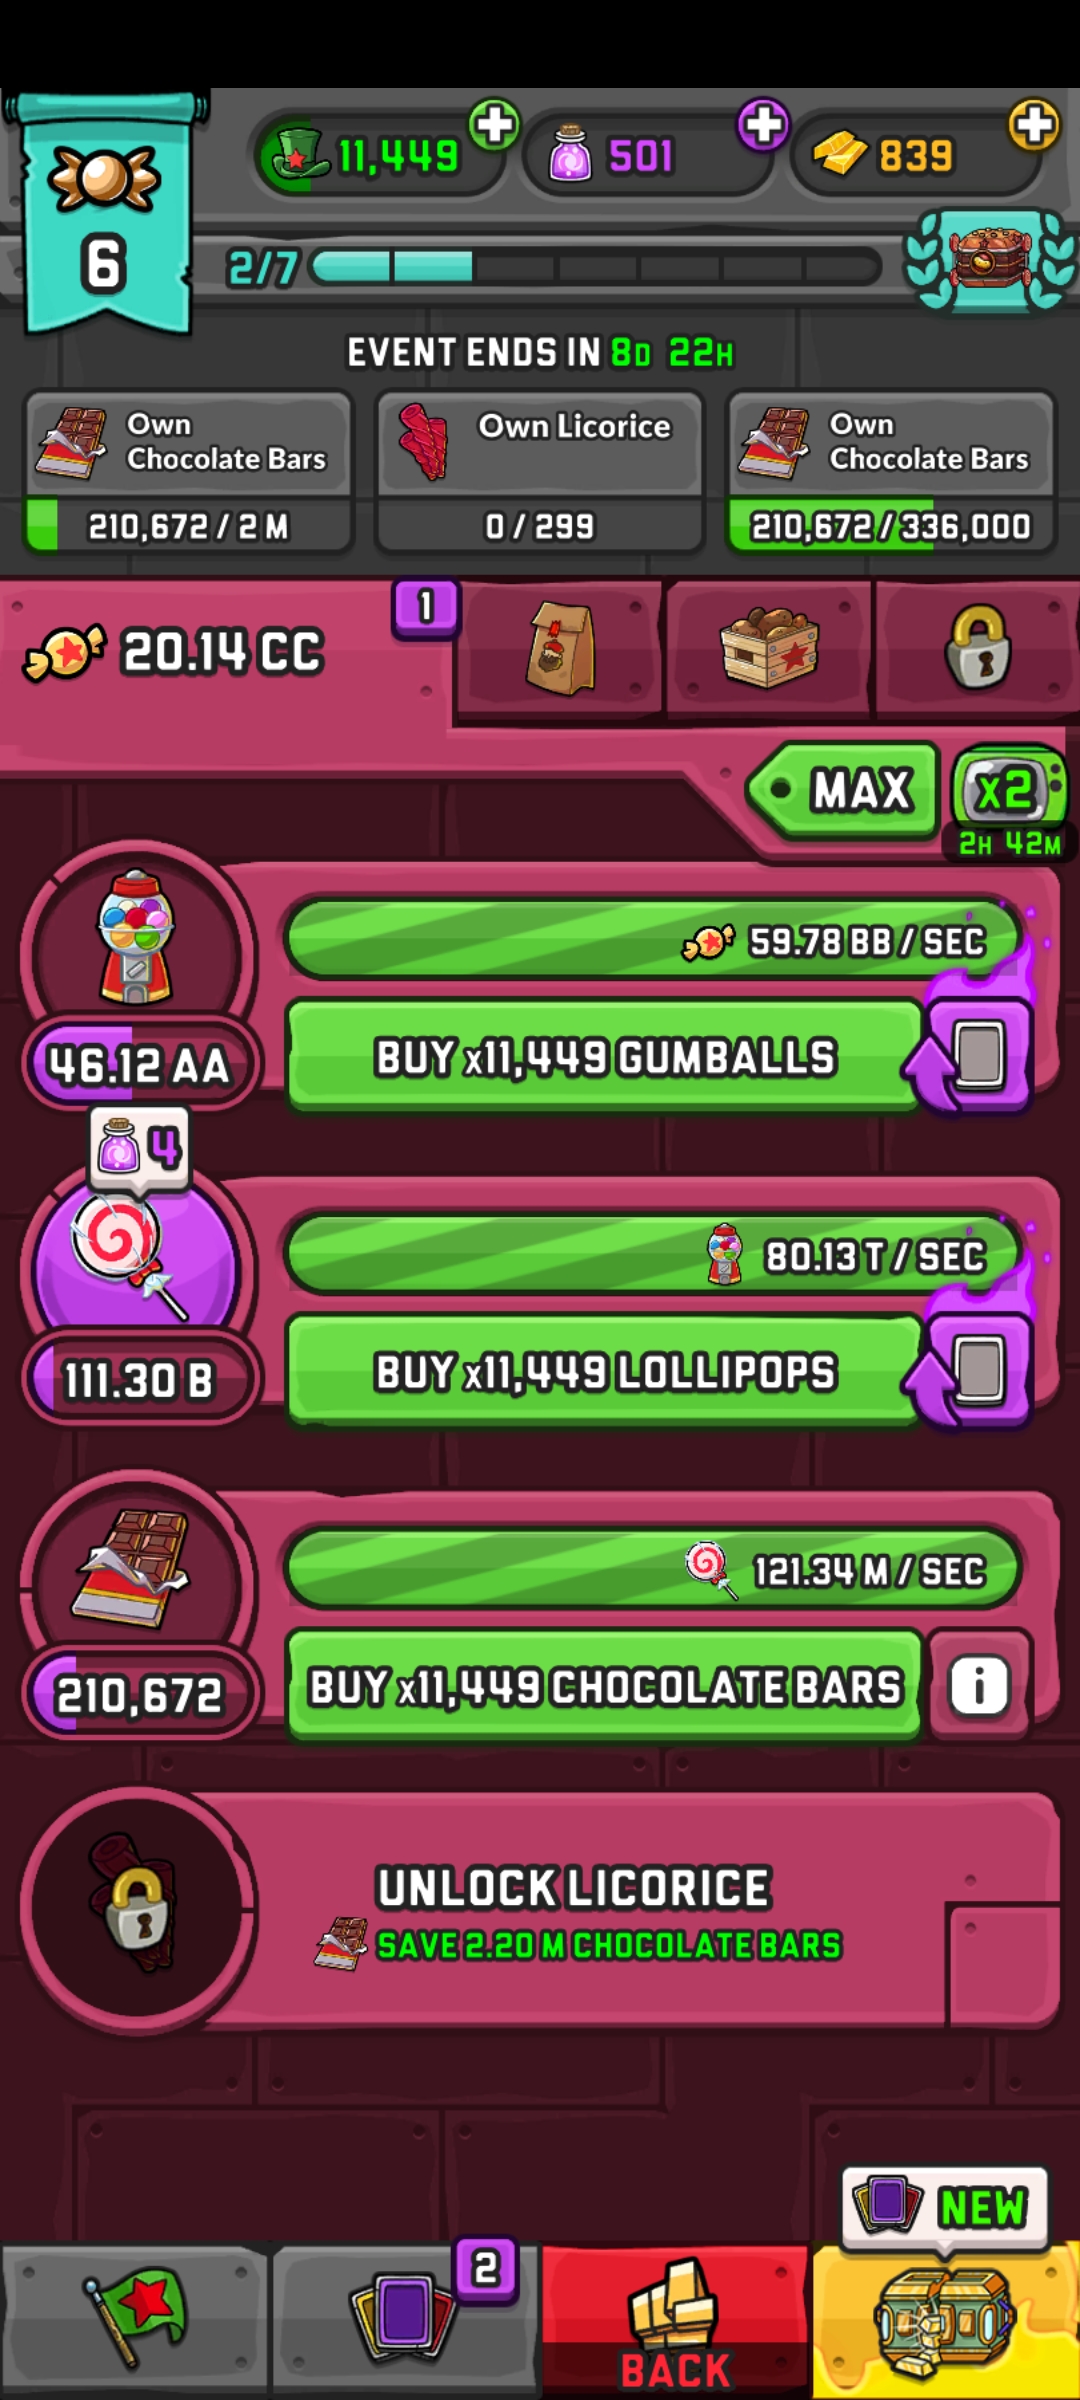 11,449
501
839
6
2/7
EVENT ENDS IN 8D 22H
Own
Chocolate Bars
210,672 / 2 M
Own Licorice
0 / 299
Own
Chocolate Bars
210,672 / 336,000
20.14 CC
1
MAX
x2
2H 42M
59.78 BB / SEC
46.12 AA
BUY x11,449 GUMBALLS
4
80.13 T / SEC
111.30 B
BUY x11,449 LOLLIPOPS
121.34 M / SEC
210,672
BUY x11,449 CHOCOLATE BARS
i
UNLOCK LICORICE
SAVE 2.20 M CHOCOLATE BARS
NEW
2
BACK